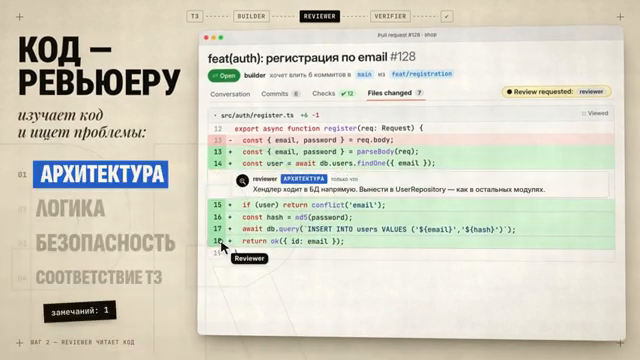 ТЗ BUILDER REVIEWER VERIFIER ✓
КОД —
РЕВЬЮЕРУ
изучает код
и ищет проблемы:
01 АРХИТЕКТУРА
ЛОГИКА
БЕЗОПАСНОСТЬ
СООТВЕТСТВИЕ ТЗ
замечаний: 1
ШАГ 2 — REVIEWER ЧИТАЕТ КОД
Pull request #128 · shop
feat(auth): регистрация по email #128
Open builder хочет влить 6 коммитов в main из feat/registration
Conversation Commits 6 Checks ✓ 12 Files changed 7
Review requested: reviewer
src/auth/register.ts +6 -1 Viewed
12 export async function register(req: Request) {
- const { email, password } = req.body;
13 + const { email, password } = parseBody(req);
14 + const user = await db.users.findOne({ email });
reviewer АРХИТЕКТУРА только что
Хендлер ходит в БД напрямую. Вынести в UserRepository — как в остальных модулях.
15 + if (user) return conflict('email');
16 + const hash = md5(password);
17 + await db.query(`INSERT INTO users VALUES ('${email}','${hash}')`);
18 + return ok({ id: email });
19 }
Reviewer